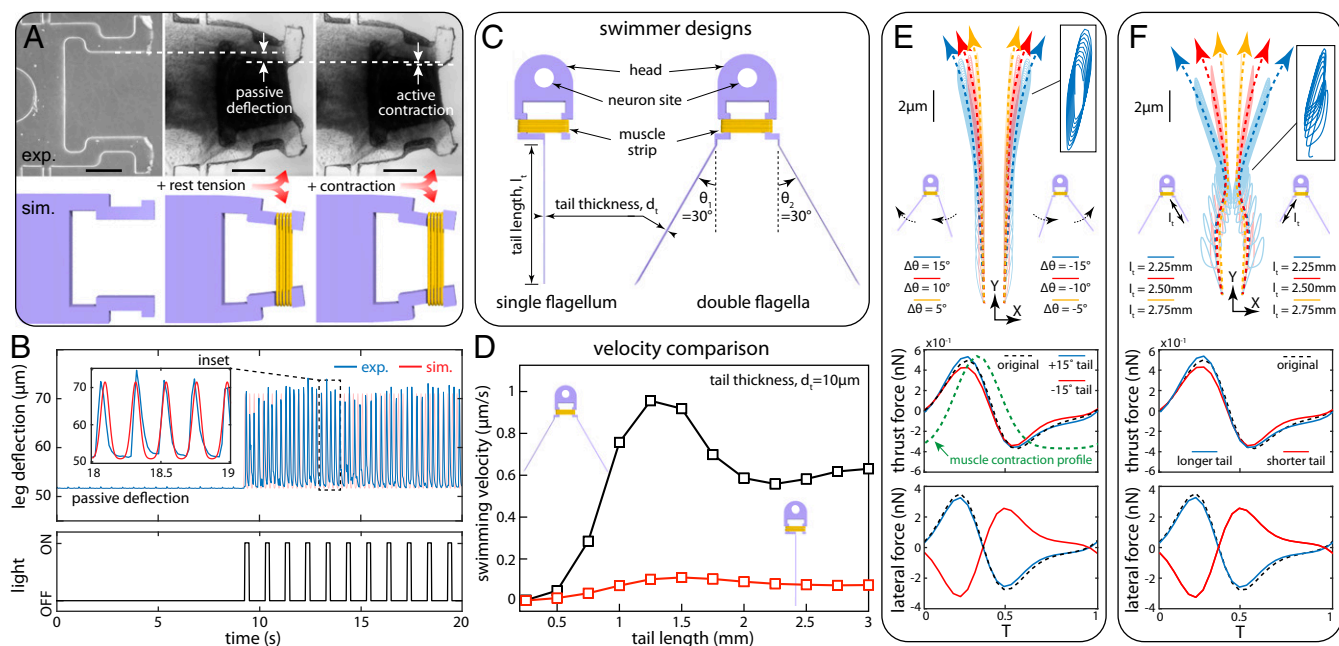 A
passive
deflection
active
contraction
exp.
+ rest tension
+ contraction
sim.
B
inset
exp.
sim.
leg deflection (µm)
70
60
50
70
60
50
18
18.5
19
passive deflection
light
ON
OFF
0
5
10
15
20
time (s)
C
swimmer designs
head
neuron site
muscle
strip
tail length, lt
tail thickness, dt
θ1
=30°
θ2
=30°
single flagellum
double flagella
D
velocity comparison
tail thickness, dt=10µm
swimming velocity (µm/s)
1
0.8
0.6
0.4
0.2
0
0.5
1
1.5
2
2.5
3
tail length (mm)
E
2µm
Δθ = 15°
Δθ = 10°
Δθ = 5°
Δθ = -15°
Δθ = -10°
Δθ = -5°
Y
X
x10⁻¹
thrust force (nN)
6
4
2
0
-2
-4
-6
original
+15° tail
-15° tail
muscle contraction profile
lateral force (nN)
4
2
0
-2
-4
0
0.5
1
T
F
2µm
lt
lt
lt = 2.25mm
lt = 2.50mm
lt = 2.75mm
lt = 2.25mm
lt = 2.50mm
lt = 2.75mm
Y
X
x10⁻¹
thrust force (nN)
6
4
2
0
-2
-4
-6
original
longer tail
shorter tail
lateral force (nN)
4
2
0
-2
-4
0
0.5
1
T